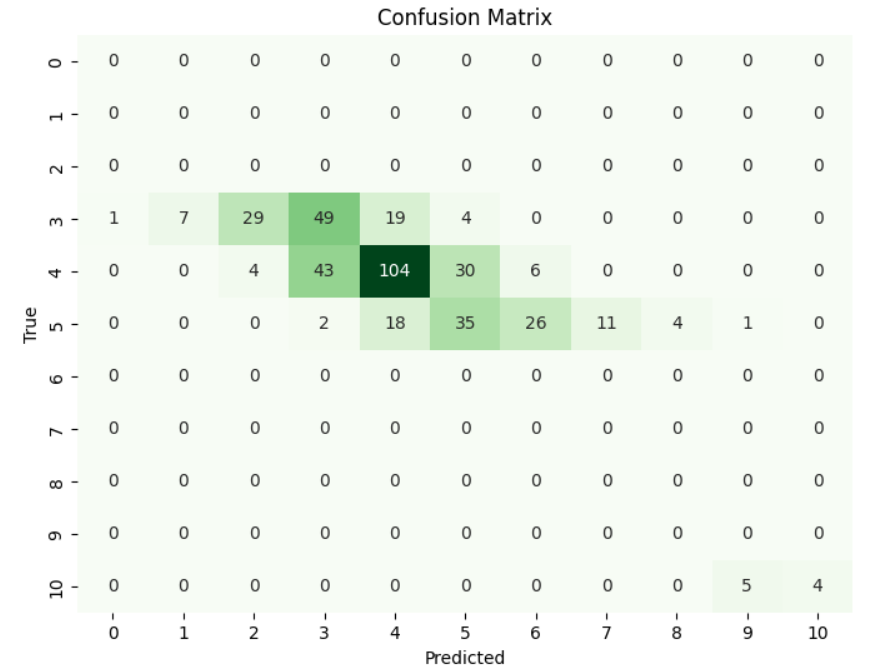 Confusion Matrix
0 0 0 0 0 0 0 0 0 0 0 0
1 0 0 0 0 0 0 0 0 0 0 0
2 0 0 0 0 0 0 0 0 0 0 0
3 1 7 29 49 19 4 0 0 0 0 0
4 0 0 4 43 104 30 6 0 0 0 0
5 0 0 0 2 18 35 26 11 4 1 0
6 0 0 0 0 0 0 0 0 0 0 0
7 0 0 0 0 0 0 0 0 0 0 0
8 0 0 0 0 0 0 0 0 0 0 0
9 0 0 0 0 0 0 0 0 0 0 0
10 0 0 0 0 0 0 0 0 0 5 4
0 1 2 3 4 5 6 7 8 9 10
True
Predicted